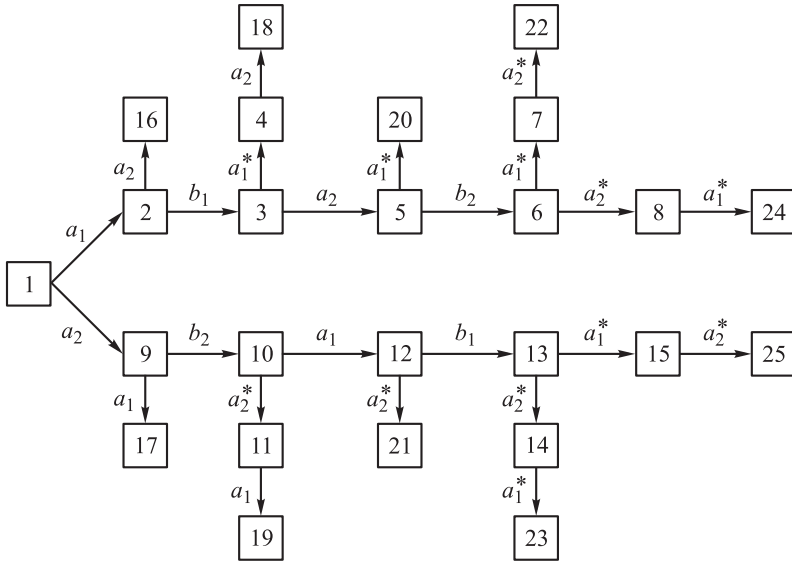 18 22
a₂ a₂*
16 4 20 7
a₂ a₁* a₁* a₁*
2 b₁ 3 a₂ 5 b₂ 6 a₂* 8 a₁* 24
a₁
1
a₂
9 b₂ 10 a₁ 12 b₁ 13 a₁* 15 a₂* 25
a₁ a₂* a₂* a₂*
17 11 21 14
a₁ a₁*
19 23